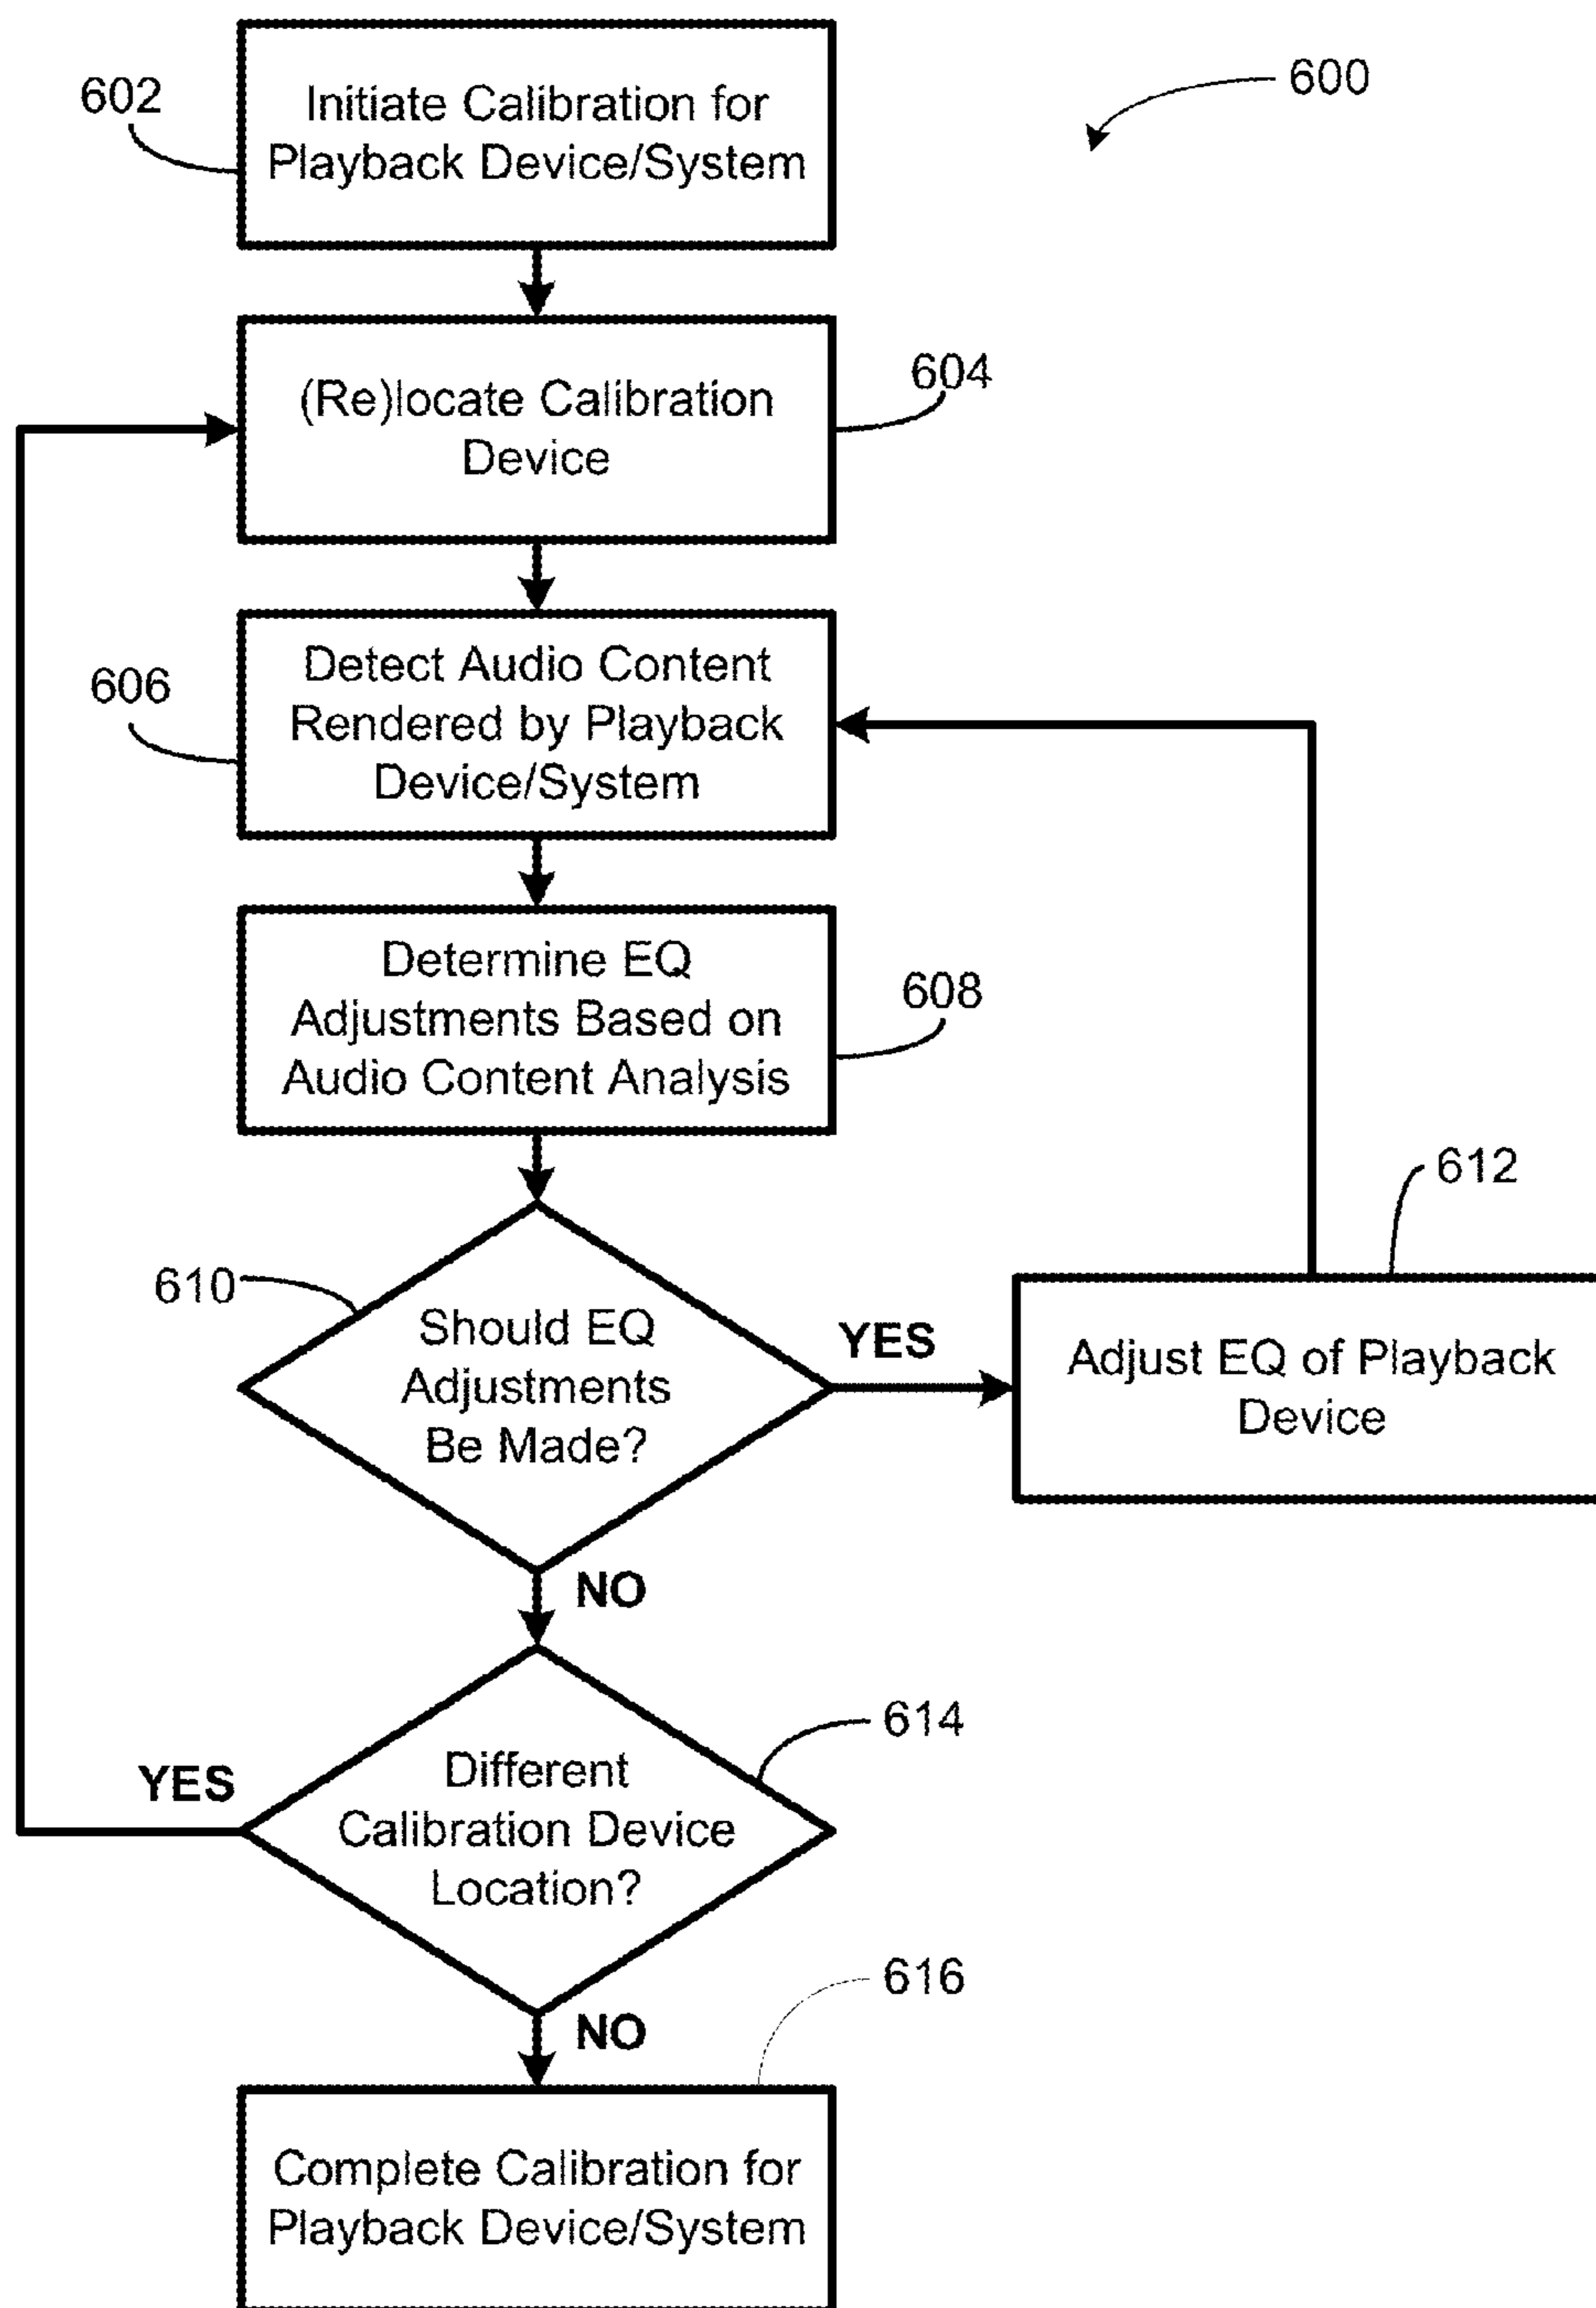 600
602
Initiate Calibration for
Playback Device/System
604
(Re)locate Calibration
Device
606
Detect Audio Content
Rendered by Playback
Device/System
608
Determine EQ
Adjustments Based on
Audio Content Analysis
610
Should EQ
Adjustments
Be Made?
YES
612
Adjust EQ of Playback
Device
NO
614
Different
Calibration Device
Location?
YES
NO
616
Complete Calibration for
Playback Device/System